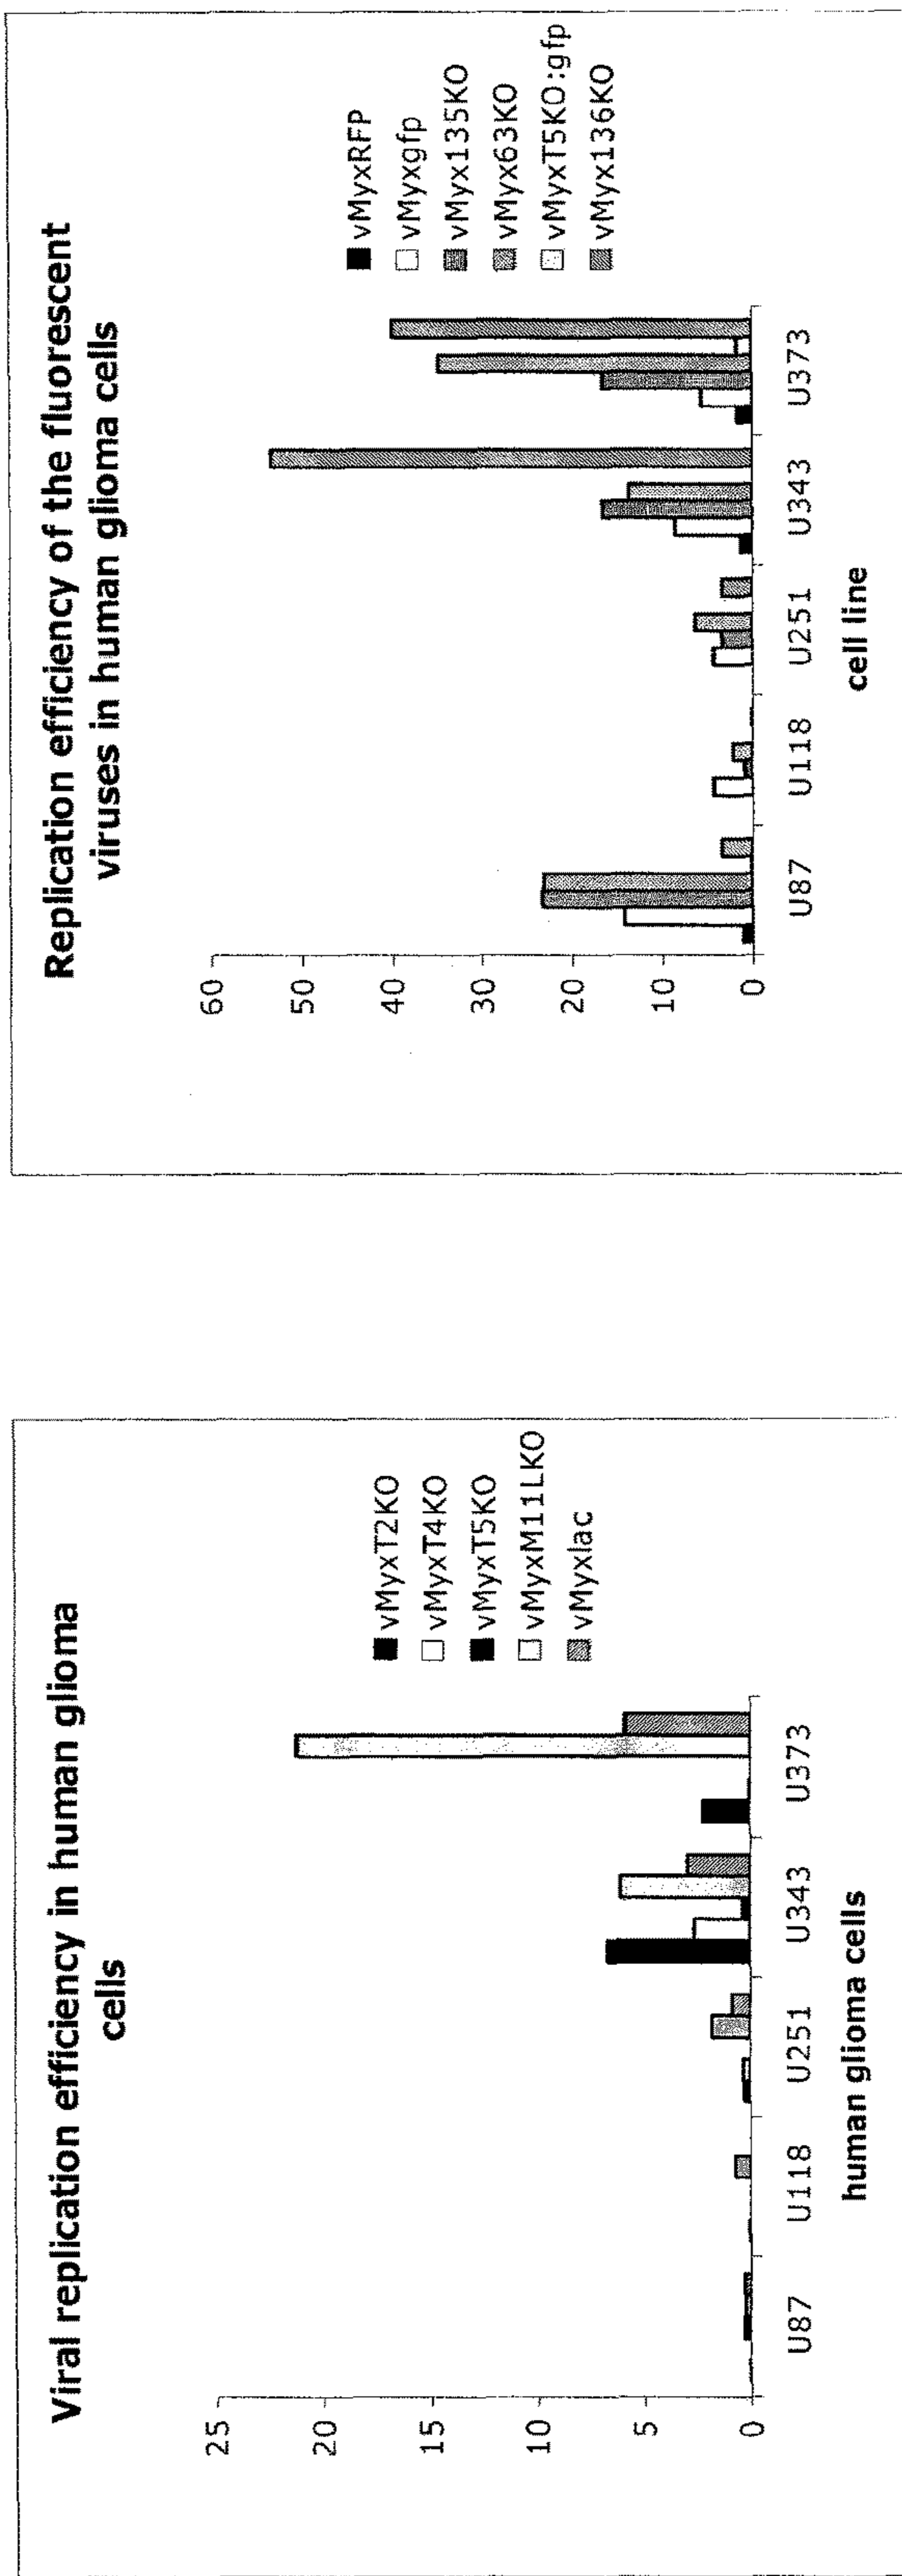 Viral replication efficiency in human glioma
cells
25
20
15
10
5
0
U87
U118
U251
U343
U373
human glioma cells
vMyxT2KO
vMyxT4KO
vMyxT5KO
vMyxM11LKO
vMyxlac
Replication efficiency of the fluorescent
viruses in human glioma cells
60
50
40
30
20
10
0
U87
U118
U251
U343
U373
cell line
vMyxRFP
vMyxgfp
vMyx135KO
vMyx63KO
vMyxT5KO:gfp
vMyx136KO